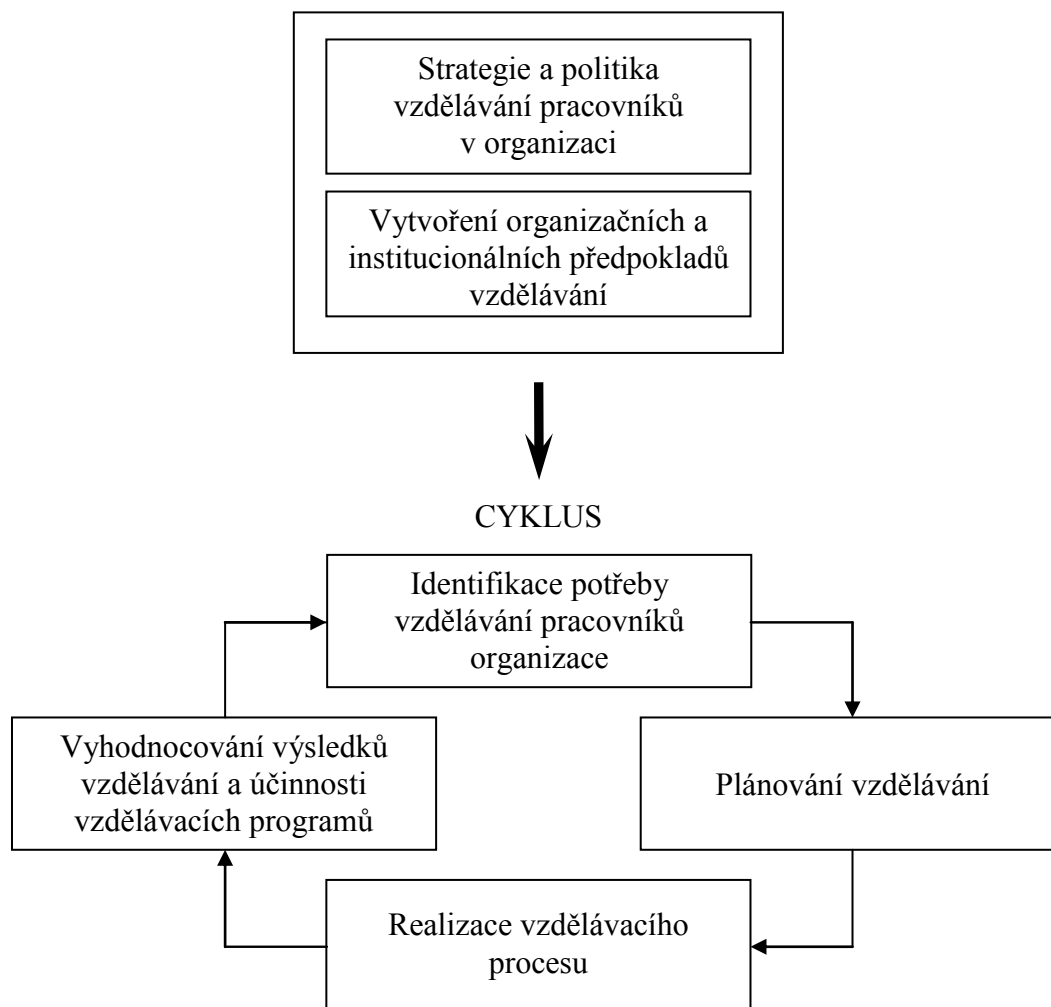 Strategie a politika
vzdělávání pracovníků
v organizaci
Vytvoření organizačních a
institucionálních předpokladů
vzdělávání
CYKLUS
Identifikace potřeby
vzdělávání pracovníků
organizace
Vyhodnocování výsledků
vzdělávání a účinnosti
vzdělávacích programů
Plánování vzdělávání
Realizace vzdělávacího
procesu